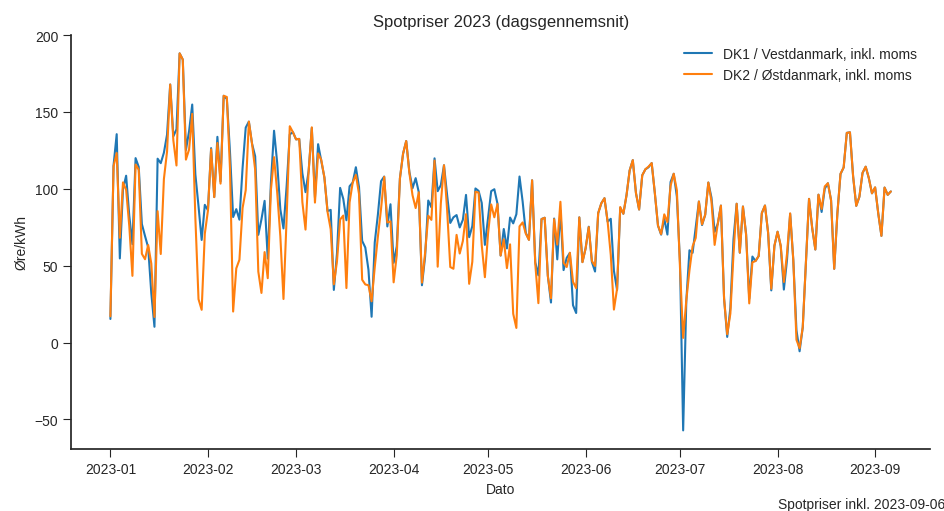 Spotpriser 2023 (dagsgennemsnit)
DK1 / Vestdanmark, inkl. moms
DK2 / Østdanmark, inkl. moms
Øre/kWh
200
150
100
50
0
−50
2023-01 2023-02 2023-03 2023-04 2023-05 2023-06 2023-07 2023-08 2023-09
Dato
Spotpriser inkl. 2023-09-06